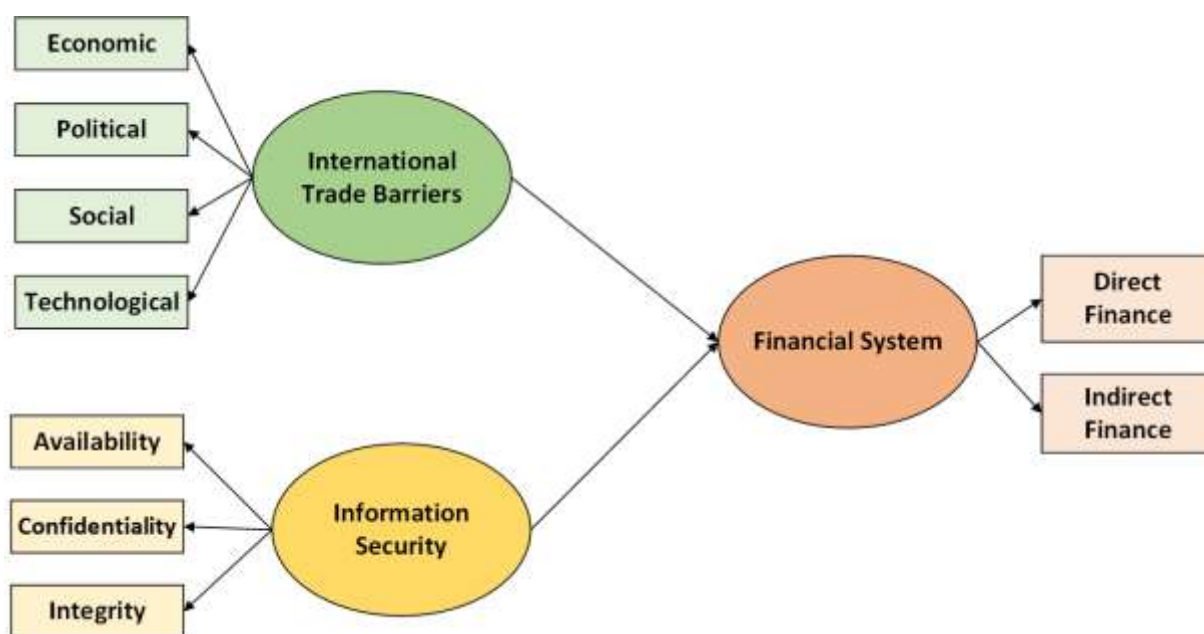 Economic
Political
Social
Technological
International
Trade Barriers
Availability
Confidentiality
Integrity
Information
Security
Financial System
Direct
Finance
Indirect
Finance